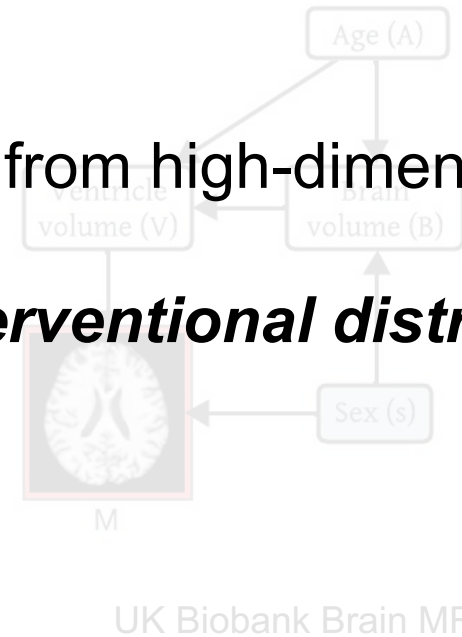 Age (A)
from high-dimen
Ventricle
volume (V)
Brain
volume (B)
erventional distr
Sex (s)
M
UK Biobank Brain MR